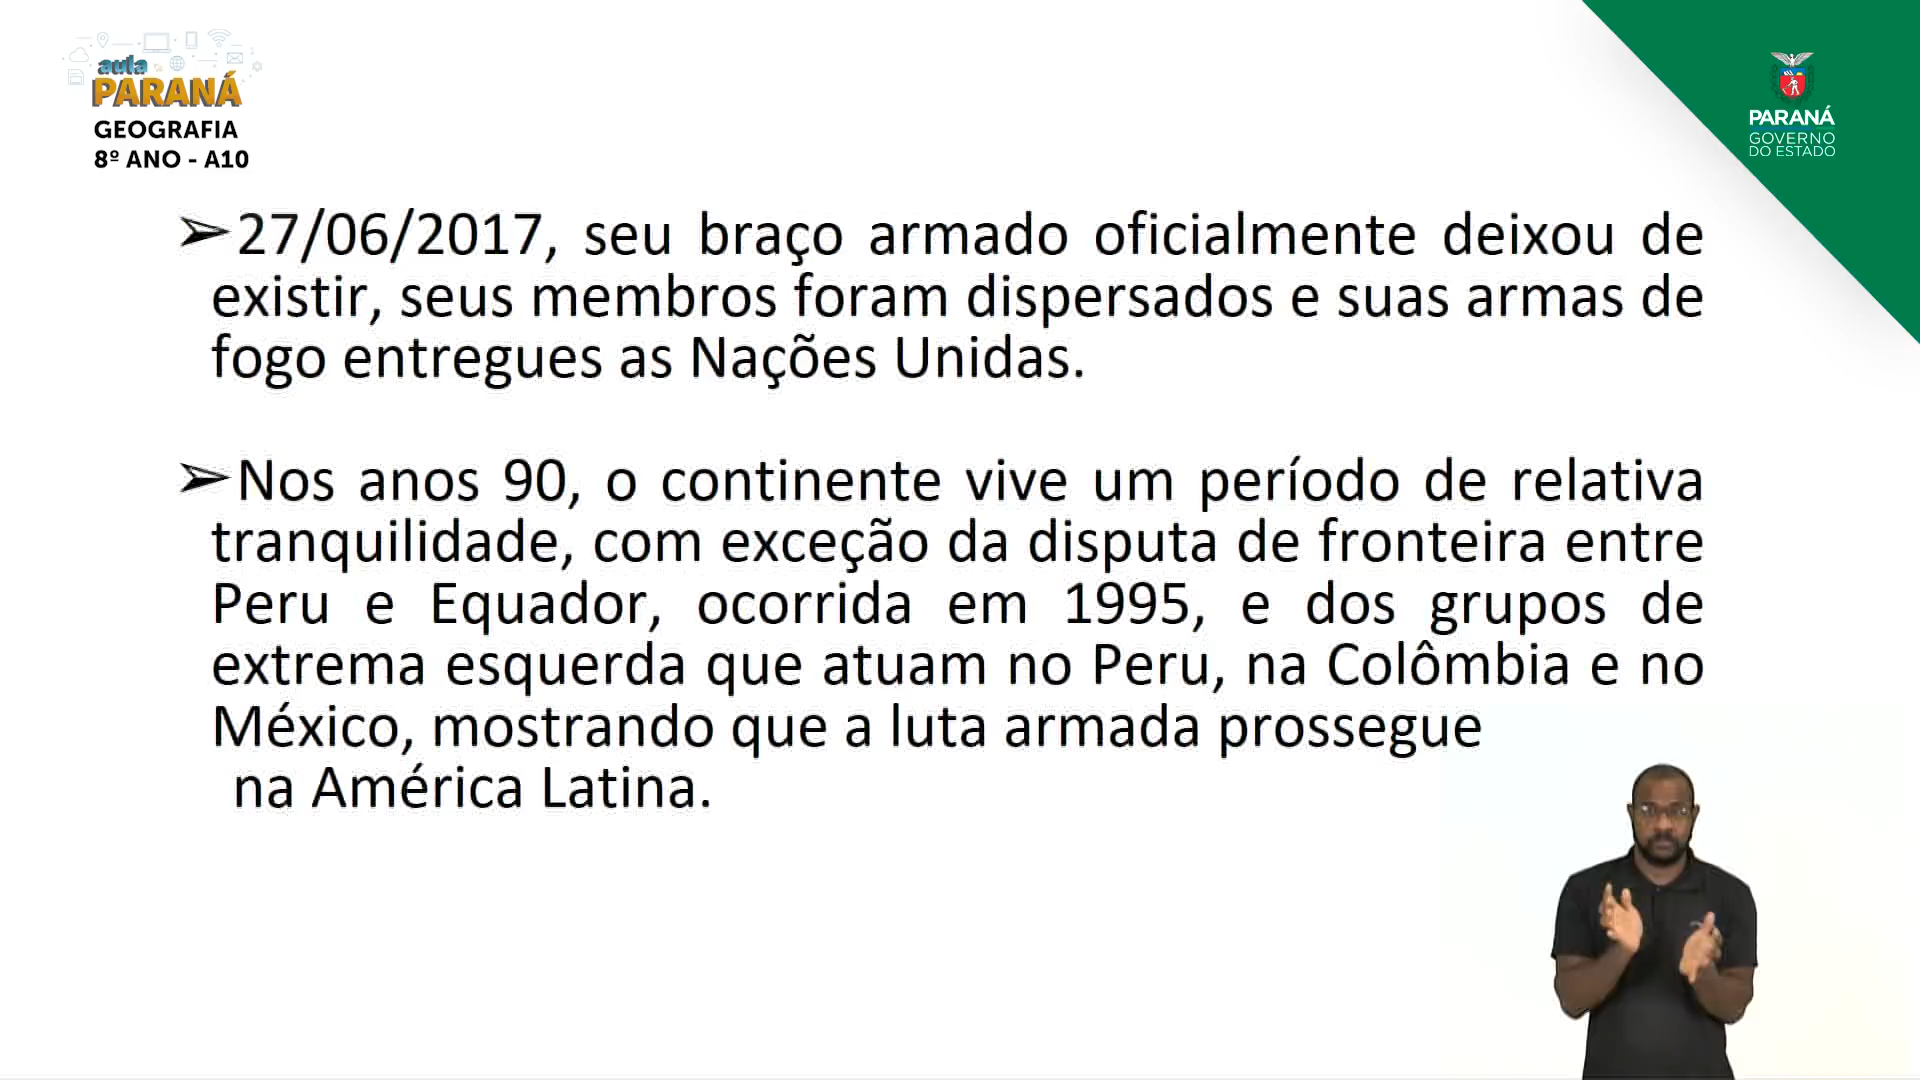 aula
PARANÁ
GEOGRAFIA
8º ANO - A10
PARANÁ
GOVERNO
DO ESTADO
➢27/06/2017, seu braço armado oficialmente deixou de
existir, seus membros foram dispersados e suas armas de
fogo entregues as Nações Unidas.
➢Nos anos 90, o continente vive um período de relativa
tranquilidade, com exceção da disputa de fronteira entre
Peru e Equador, ocorrida em 1995, e dos grupos de
extrema esquerda que atuam no Peru, na Colômbia e no
México, mostrando que a luta armada prossegue
na América Latina.